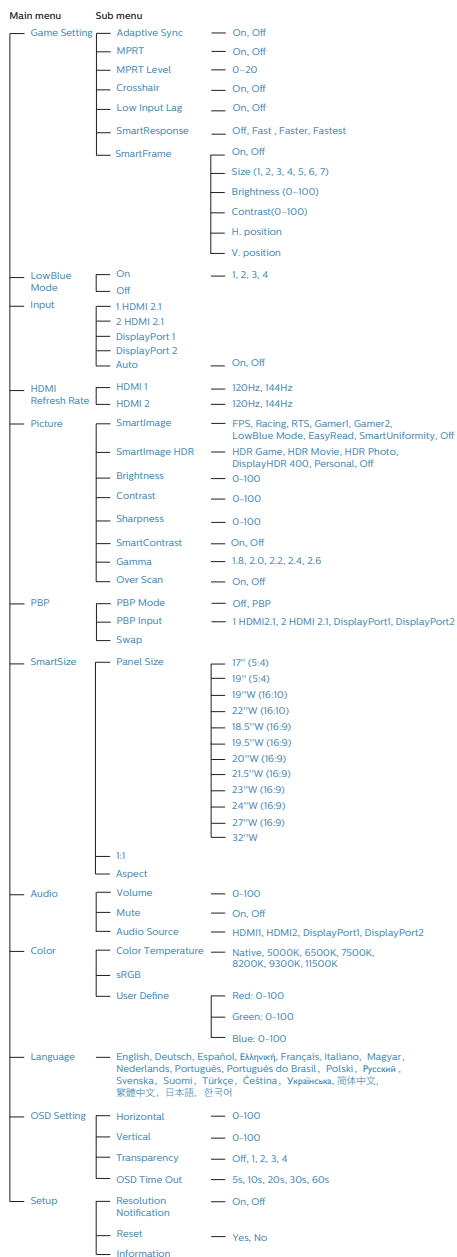 Main menu Sub menu
Game Setting Adaptive Sync On, Off
MPRT On, Off
MPRT Level 0-20
Crosshair On, Off
Low Input Lag On, Off
SmartResponse Off, Fast , Faster, Fastest
SmartFrame On, Off
Size (1, 2, 3, 4, 5, 6, 7)
Brightness (0-100)
Contrast(0-100)
H. position
V. position
LowBlue On 1, 2, 3, 4
Mode Off
Input 1 HDMI 2.1
2 HDMI 2.1
DisplayPort 1
DisplayPort 2
Auto On, Off
HDMI HDMI 1 120Hz, 144Hz
Refresh Rate HDMI 2 120Hz, 144Hz
Picture SmartImage FPS, Racing, RTS, Gamer1, Gamer2,
LowBlue Mode, EasyRead, SmartUniformity, Off
SmartImage HDR HDR Game, HDR Movie, HDR Photo,
DisplayHDR 400, Personal, Off
Brightness 0-100
Contrast 0-100
Sharpness 0-100
SmartContrast On, Off
Gamma 1.8, 2.0, 2.2, 2.4, 2.6
Over Scan On, Off
PBP PBP Mode Off, PBP
PBP Input 1 HDMI2.1, 2 HDMI 2.1, DisplayPort1, DisplayPort2
Swap
SmartSize Panel Size 17" (5:4)
19" (5:4)
19"W (16:10)
22"W (16:10)
18.5"W (16:9)
19.5"W (16:9)
20"W (16:9)
21.5"W (16:9)
23"W (16:9)
24"W (16:9)
27"W (16:9)
32"W
1:1
Aspect
Audio Volume 0-100
Mute On, Off
Audio Source HDMI1, HDMI2, DisplayPort1, DisplayPort2
Color Color Temperature Native, 5000K, 6500K, 7500K,
8200K, 9300K, 11500K
sRGB
User Define Red: 0-100
Green: 0-100
Blue: 0-100
Language English, Deutsch, Español, Ελληνική, Français, Italiano, Magyar,
Nederlands, Português, Português do Brasil, Polski, Русский ,
Svenska, Suomi, Türkçe, Čeština, Українська, 简体中文,
繁體中文, 日本語, 한국어
OSD Setting Horizontal 0-100
Vertical 0-100
Transparency Off, 1, 2, 3, 4
OSD Time Out 5s, 10s, 20s, 30s, 60s
Setup Resolution On, Off
Notification
Reset Yes, No
Information